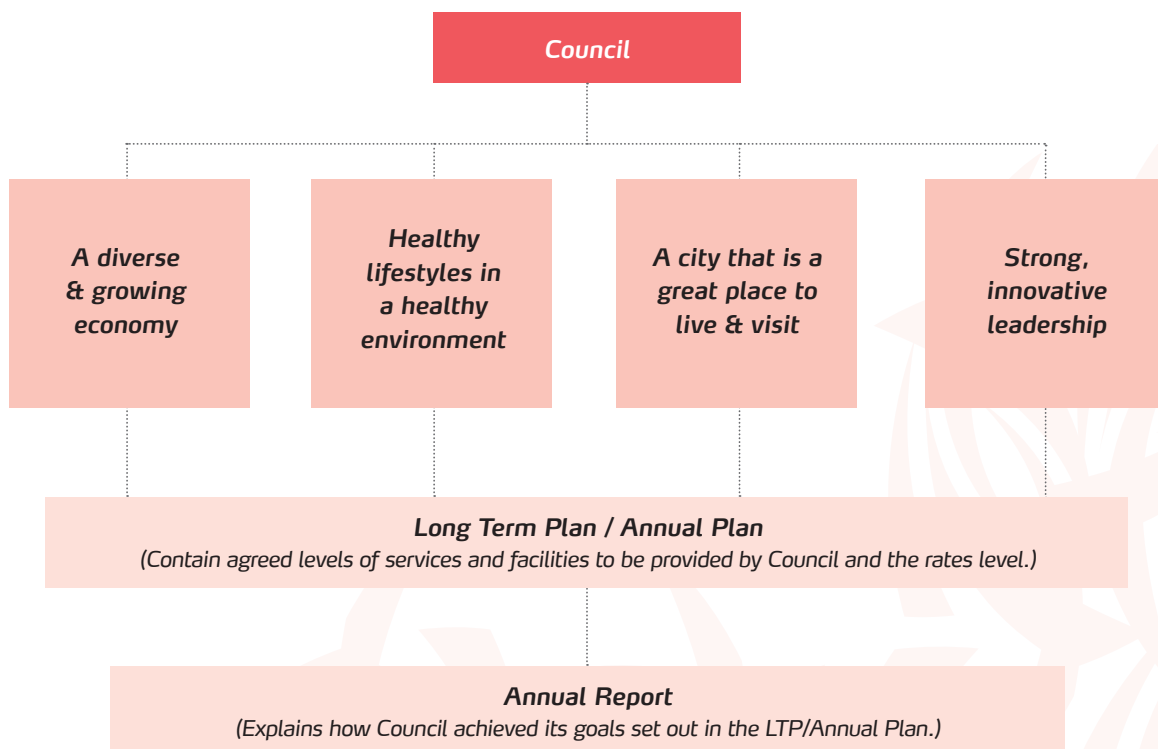 Council
A diverse
& growing
economy
Healthy
lifestyles in
a healthy
environment
A city that is a
great place to
live & visit
Strong,
innovative
leadership
Long Term Plan / Annual Plan
(Contain agreed levels of services and facilities to be provided by Council and the rates level.)
Annual Report
(Explains how Council achieved its goals set out in the LTP/Annual Plan.)